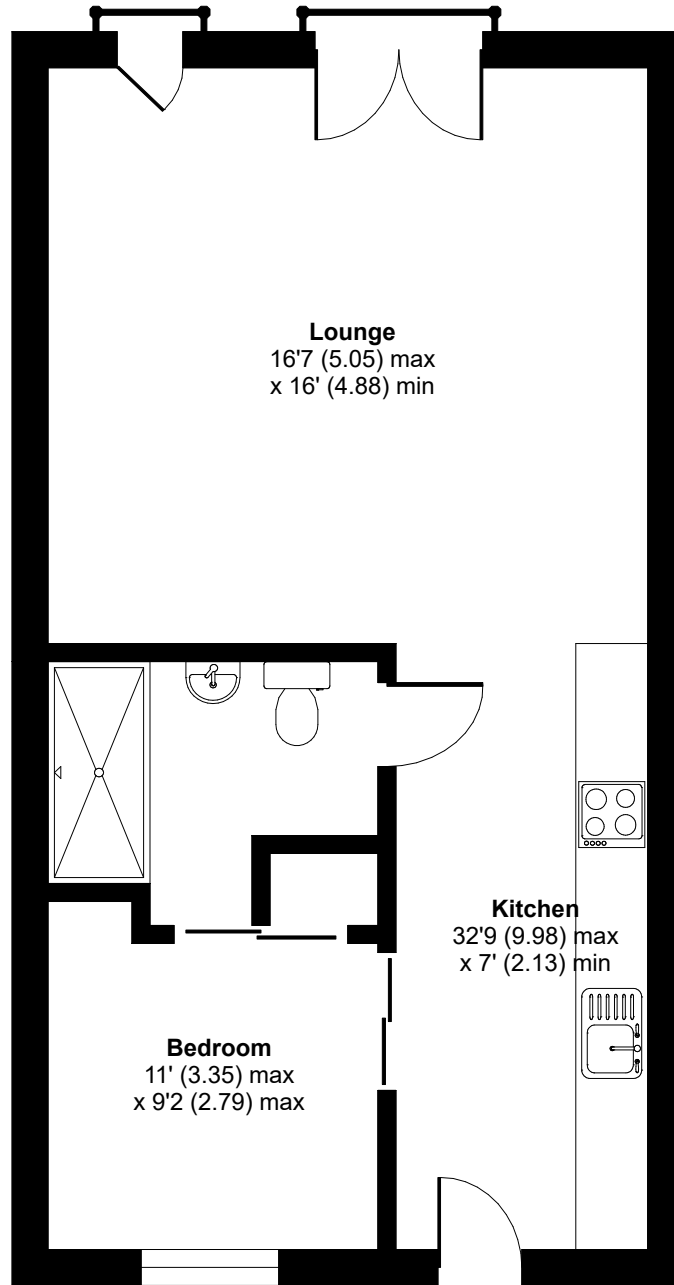 Lounge
16'7 (5.05) max
x 16' (4.88) min
Kitchen
32'9 (9.98) max
x 7' (2.13) min
Bedroom
11' (3.35) max
x 9'2 (2.79) max